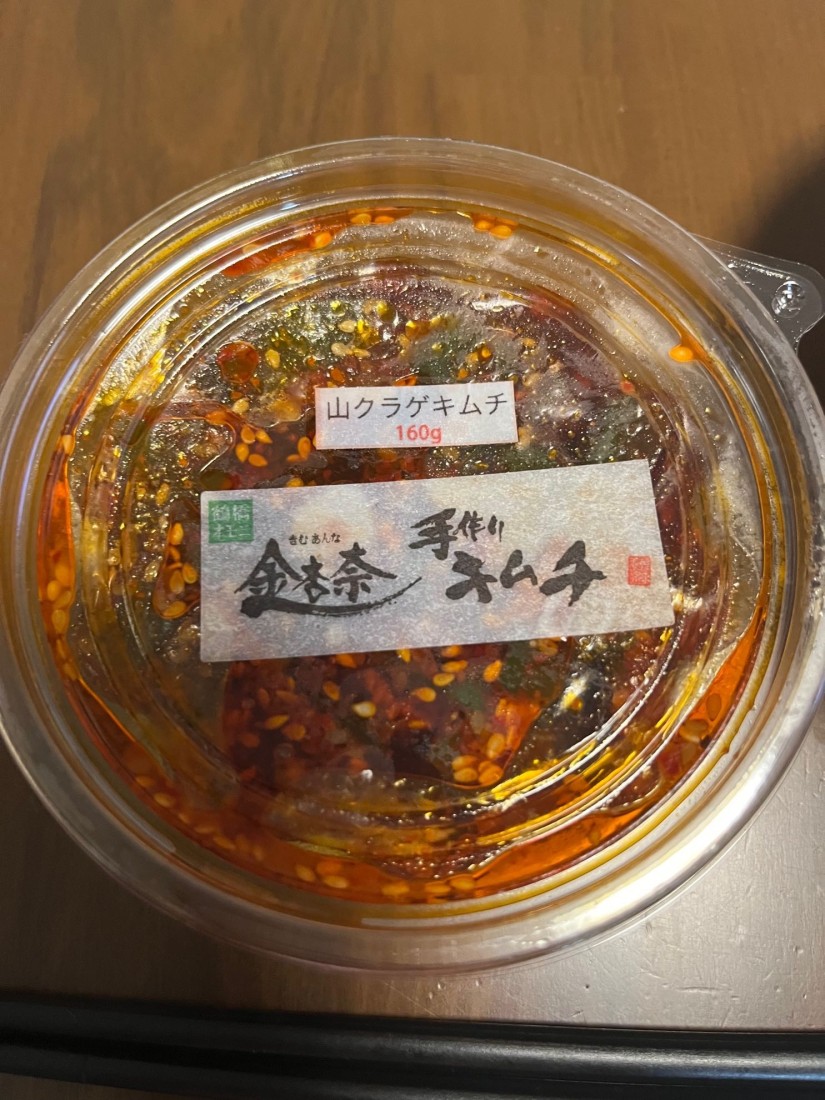 山クラゲキムチ
160g
鶴橋
きむ あんな
金杏奈
手作り
キムチ